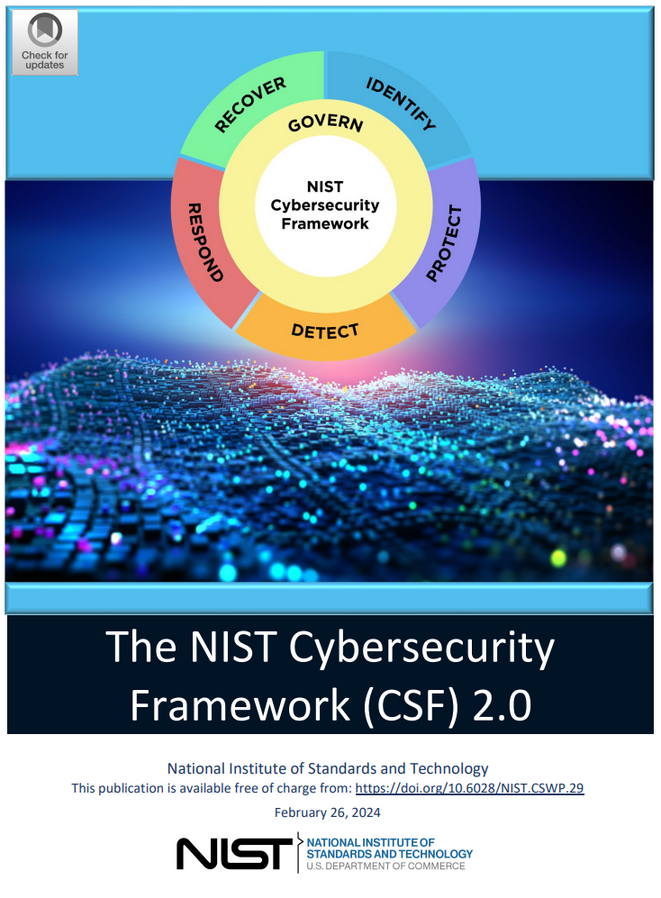 Check for
updates
RECOVER
IDENTIFY
GOVERN
NIST
Cybersecurity
Framework
RESPOND
PROTECT
DETECT
The NIST Cybersecurity
Framework (CSF) 2.0
National Institute of Standards and Technology
This publication is available free of charge from: https://doi.org/10.6028/NIST.CSWP.29
February 26, 2024
NIST
NATIONAL INSTITUTE OF
STANDARDS AND TECHNOLOGY
U.S. DEPARTMENT OF COMMERCE